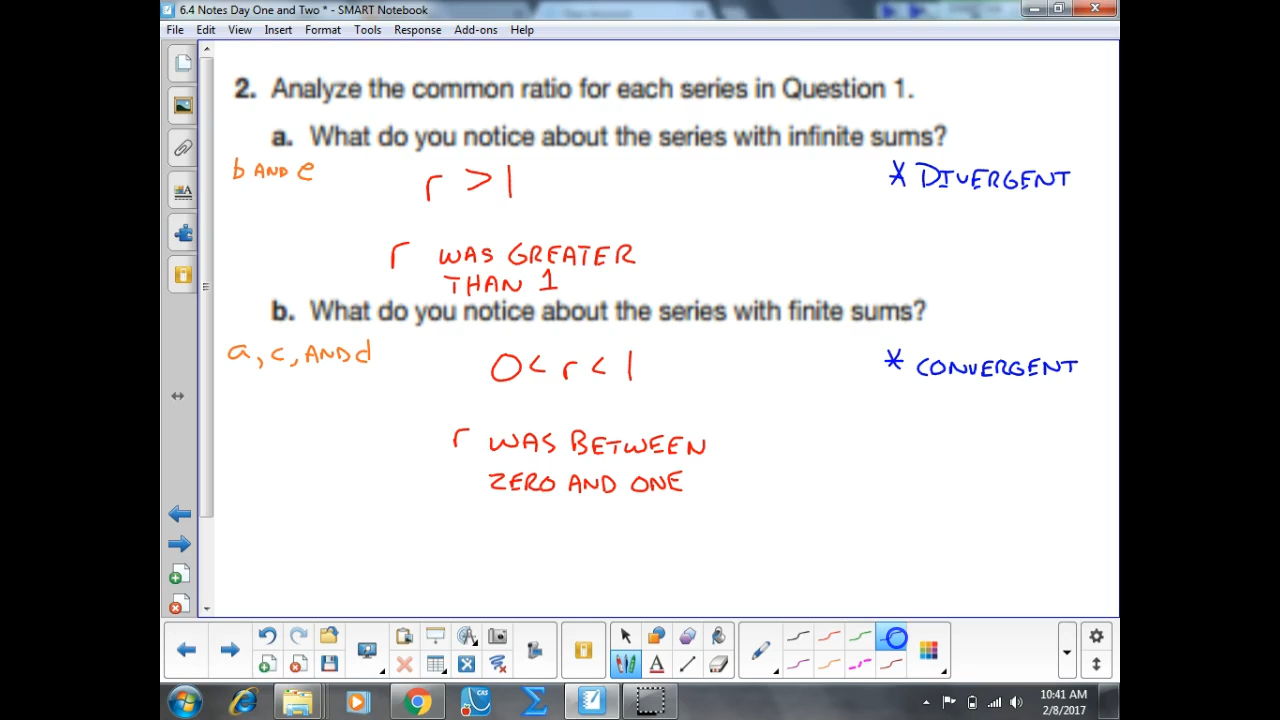 6.4 Notes Day One and Two * - SMART Notebook
File Edit View Insert Format Tools Response Add-ons Help
2. Analyze the common ratio for each series in Question 1.
a. What do you notice about the series with infinite sums?
b AND e
r > 1
* DIVERGENT
r WAS GREATER
THAN 1
b. What do you notice about the series with finite sums?
a, c, AND d
0 < r < 1
* CONVERGENT
r WAS BETWEEN
ZERO AND ONE
CAS
10:41 AM
2/8/2017